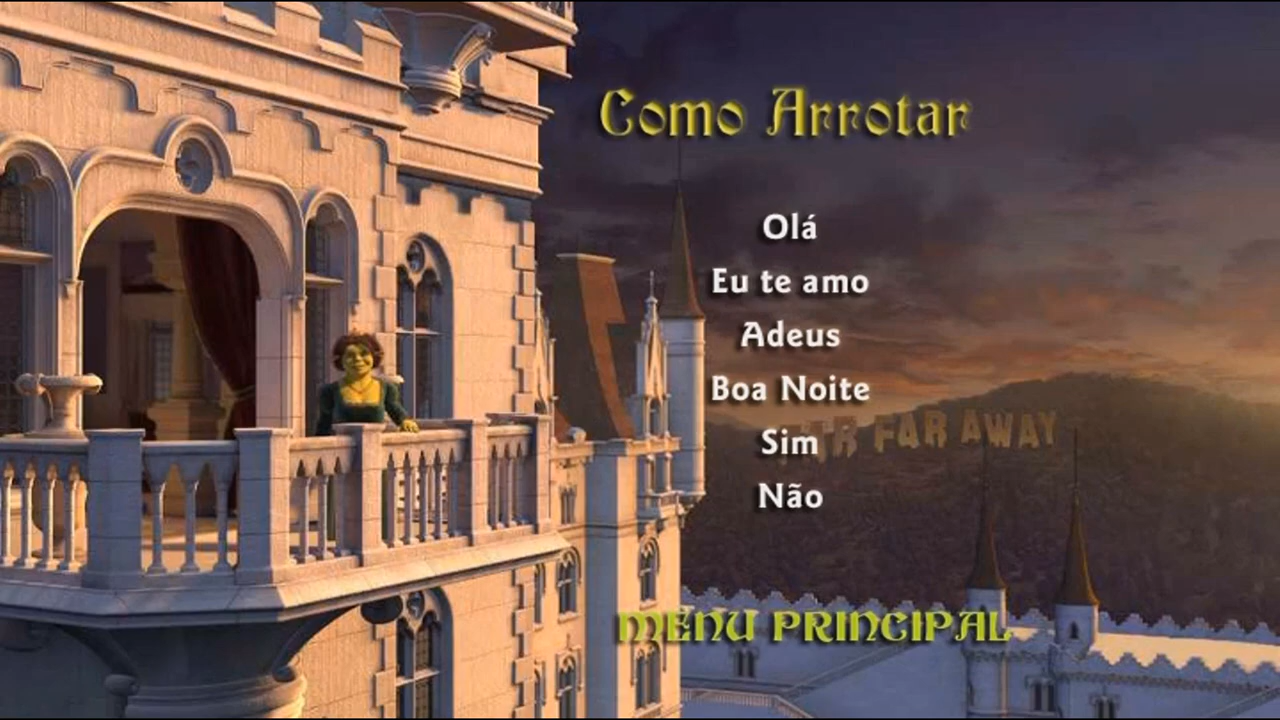 Como Arrotar
Olá
Eu te amo
Adeus
Boa Noite
Sim
Não
FAR AWAY
MENU PRINCIPAL